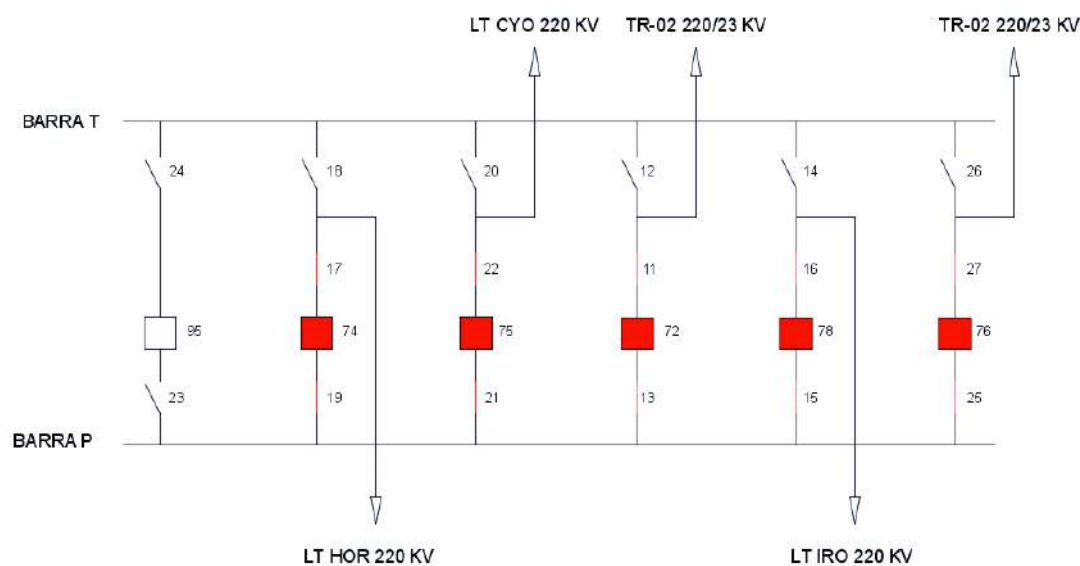 LT CYO 220 KV TR-02 220/23 KV TR-02 220/23 KV
BARRA T
24 18 20 12 14 26
17 22 11 16 27
95 74 75 72 78 76
23 19 21 13 15 25
BARRA P
LT HOR 220 KV LT IRO 220 KV